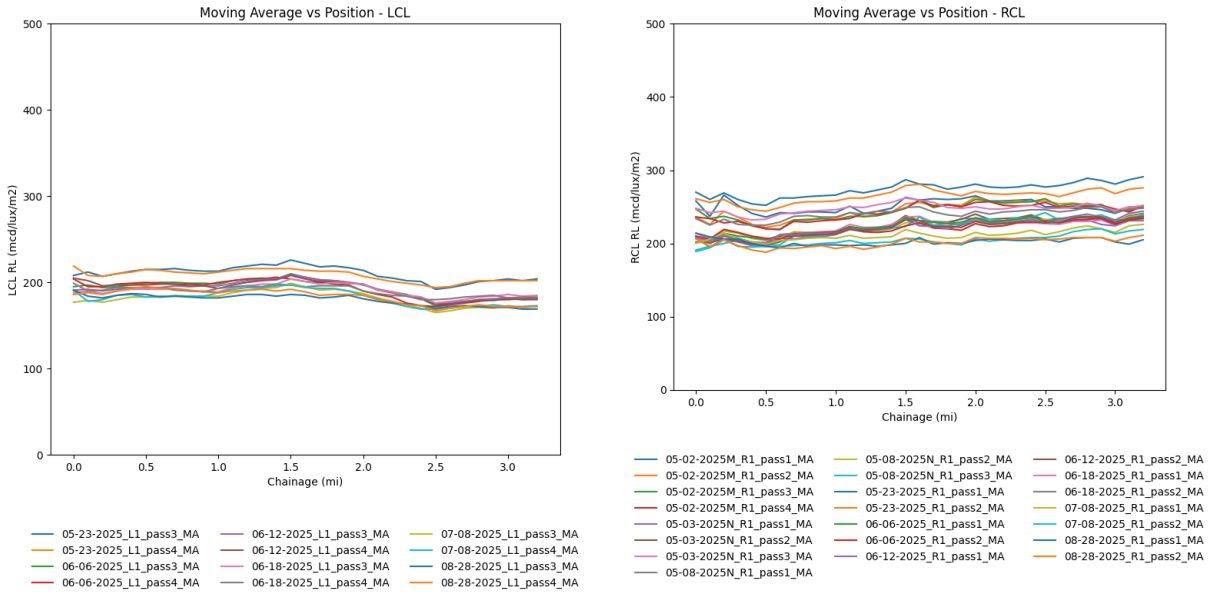 Moving Average vs Position - LCL
500
400
300
200
100
0
LCL RL (mcd/lux/m2)
0.0 0.5 1.0 1.5 2.0 2.5 3.0
Chainage (mi)
05-23-2025_L1_pass3_MA 06-12-2025_L1_pass3_MA 07-08-2025_L1_pass3_MA
05-23-2025_L1_pass4_MA 06-12-2025_L1_pass4_MA 07-08-2025_L1_pass4_MA
06-06-2025_L1_pass3_MA 06-18-2025_L1_pass3_MA 08-28-2025_L1_pass3_MA
06-06-2025_L1_pass4_MA 06-18-2025_L1_pass4_MA 08-28-2025_L1_pass4_MA
Moving Average vs Position - RCL
500
400
300
200
100
0
RCL RL (mcd/lux/m2)
0.0 0.5 1.0 1.5 2.0 2.5 3.0
Chainage (mi)
05-02-2025M_R1_pass1_MA 05-08-2025N_R1_pass2_MA 06-12-2025_R1_pass2_MA
05-02-2025M_R1_pass2_MA 05-08-2025N_R1_pass3_MA 06-18-2025_R1_pass1_MA
05-02-2025M_R1_pass3_MA 05-23-2025_R1_pass1_MA 06-18-2025_R1_pass2_MA
05-02-2025M_R1_pass4_MA 05-23-2025_R1_pass2_MA 07-08-2025_R1_pass1_MA
05-03-2025N_R1_pass1_MA 06-06-2025_R1_pass1_MA 07-08-2025_R1_pass2_MA
05-03-2025N_R1_pass2_MA 06-06-2025_R1_pass2_MA 08-28-2025_R1_pass1_MA
05-03-2025N_R1_pass3_MA 06-12-2025_R1_pass1_MA 08-28-2025_R1_pass2_MA
05-08-2025N_R1_pass1_MA